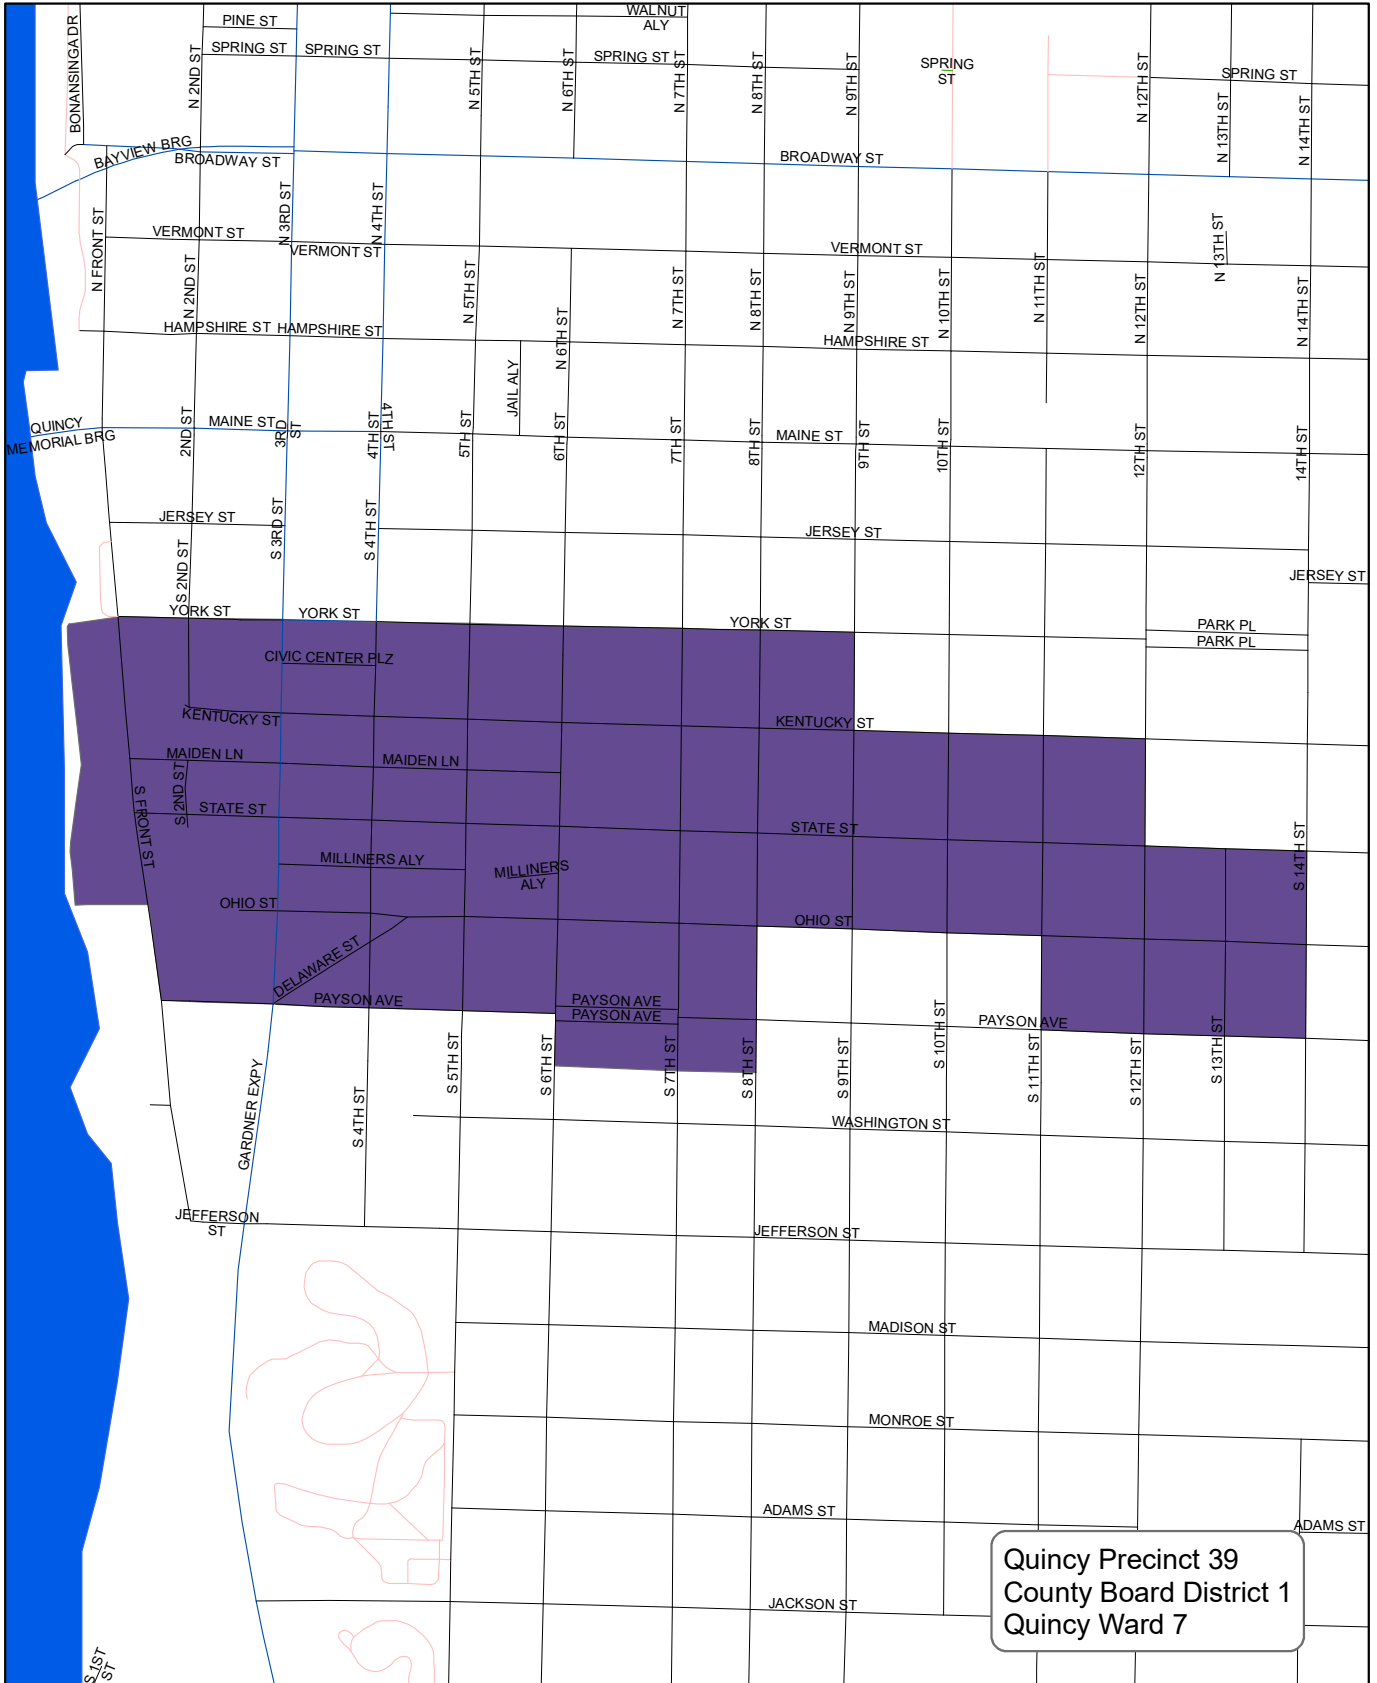 WALNUT
ALY
BONANSINGA DR
PINE ST
N 2ND ST
SPRING ST
SPRING ST
N 5TH ST
N 6TH ST
SPRING ST
N 7TH ST
N 8TH ST
N 9TH ST
SPRING
ST
N 12TH ST
SPRING ST
N 13TH ST
N 14TH ST
BAYVIEW BRG
BROADWAY ST
BROADWAY ST
N FRONT ST
N 3RD ST
N 4TH ST
VERMONT ST
VERMONT ST
VERMONT ST
N 13TH ST
N 2ND ST
N 5TH ST
N 6TH ST
N 7TH ST
N 8TH ST
N 9TH ST
N 10TH ST
N 11TH ST
N 12TH ST
N 14TH ST
HAMPSHIRE ST
HAMPSHIRE ST
HAMPSHIRE ST
JAIL ALY
QUINCY
MEMORIAL BRG
2ND ST
MAINE ST
3RD
ST
4TH ST
4TH ST
5TH ST
6TH ST
7TH ST
8TH ST
MAINE ST
9TH ST
10TH ST
12TH ST
14TH ST
JERSEY ST
S 3RD ST
S 4TH ST
JERSEY ST
S 2ND ST
JERSEY ST
YORK ST
YORK ST
YORK ST
PARK PL
PARK PL
CIVIC CENTER PLZ
KENTUCKY ST
KENTUCKY ST
MAIDEN LN
MAIDEN LN
S 2ND ST
S FRONT ST
STATE ST
STATE ST
S 14TH ST
MILLINERS ALY
MILLINERS
ALY
OHIO ST
OHIO ST
DELAWARE ST
PAYSON AVE
PAYSON AVE
PAYSON AVE
PAYSON AVE
GARDNER EXPY
S 4TH ST
S 5TH ST
S 6TH ST
S 7TH ST
S 8TH ST
S 9TH ST
S 10TH ST
S 11TH ST
S 12TH ST
S 13TH ST
WASHINGTON ST
JEFFERSON
ST
JEFFERSON ST
MADISON ST
MONROE ST
ADAMS ST
ADAMS ST
JACKSON ST
S 1ST
ST
Quincy Precinct 39
County Board District 1
Quincy Ward 7